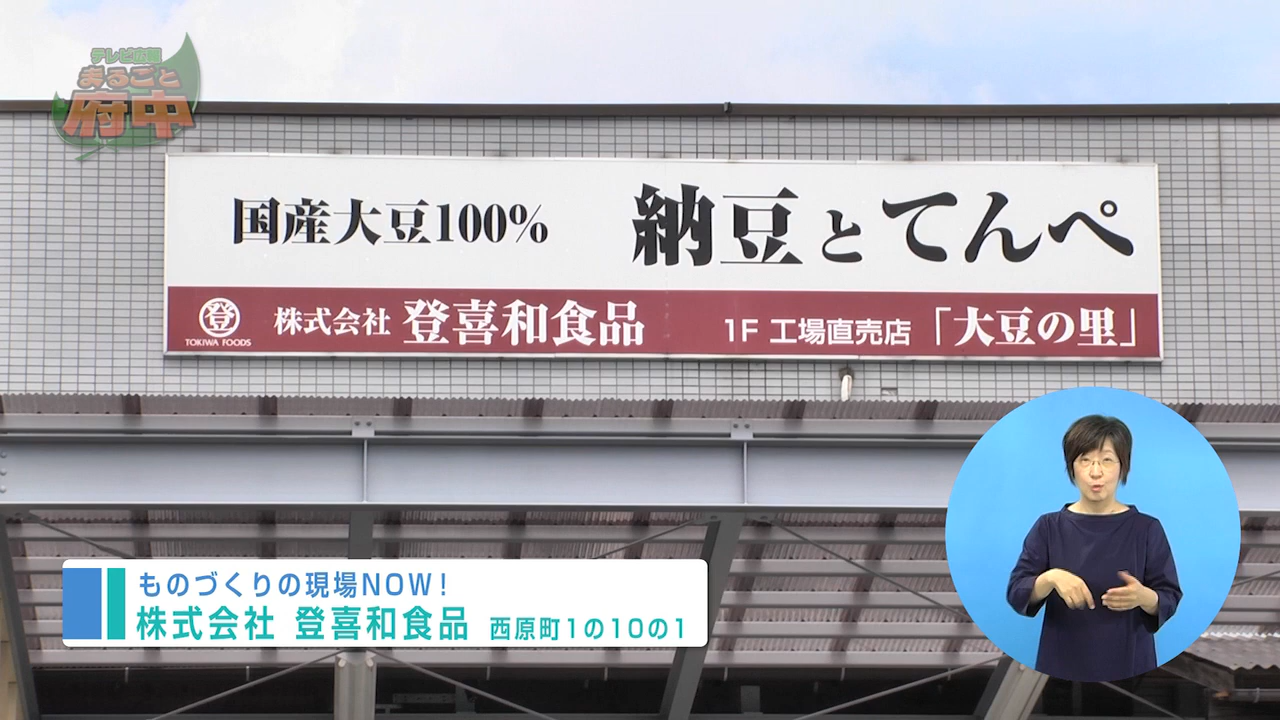 テレビ広報
まるごと
府中
国産大豆100% 納豆とてんぺ
登 株式会社 登喜和食品 1F 工場直売店「大豆の里」
TOKIWA FOODS
ものづくりの現場NOW!
株式会社 登喜和食品 西原町1の10の1